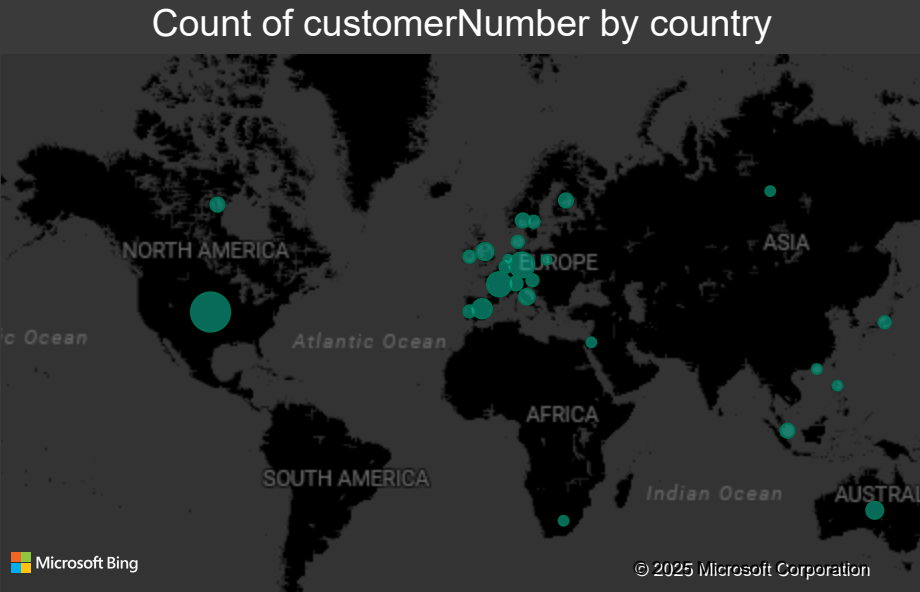 Count of customerNumber by country
NORTH AMERICA
ASIA
EUROPE
c Ocean
Atlantic Ocean
AFRICA
SOUTH AMERICA
Indian Ocean
AUSTRAL
Microsoft Bing
© 2025 Microsoft Corporation